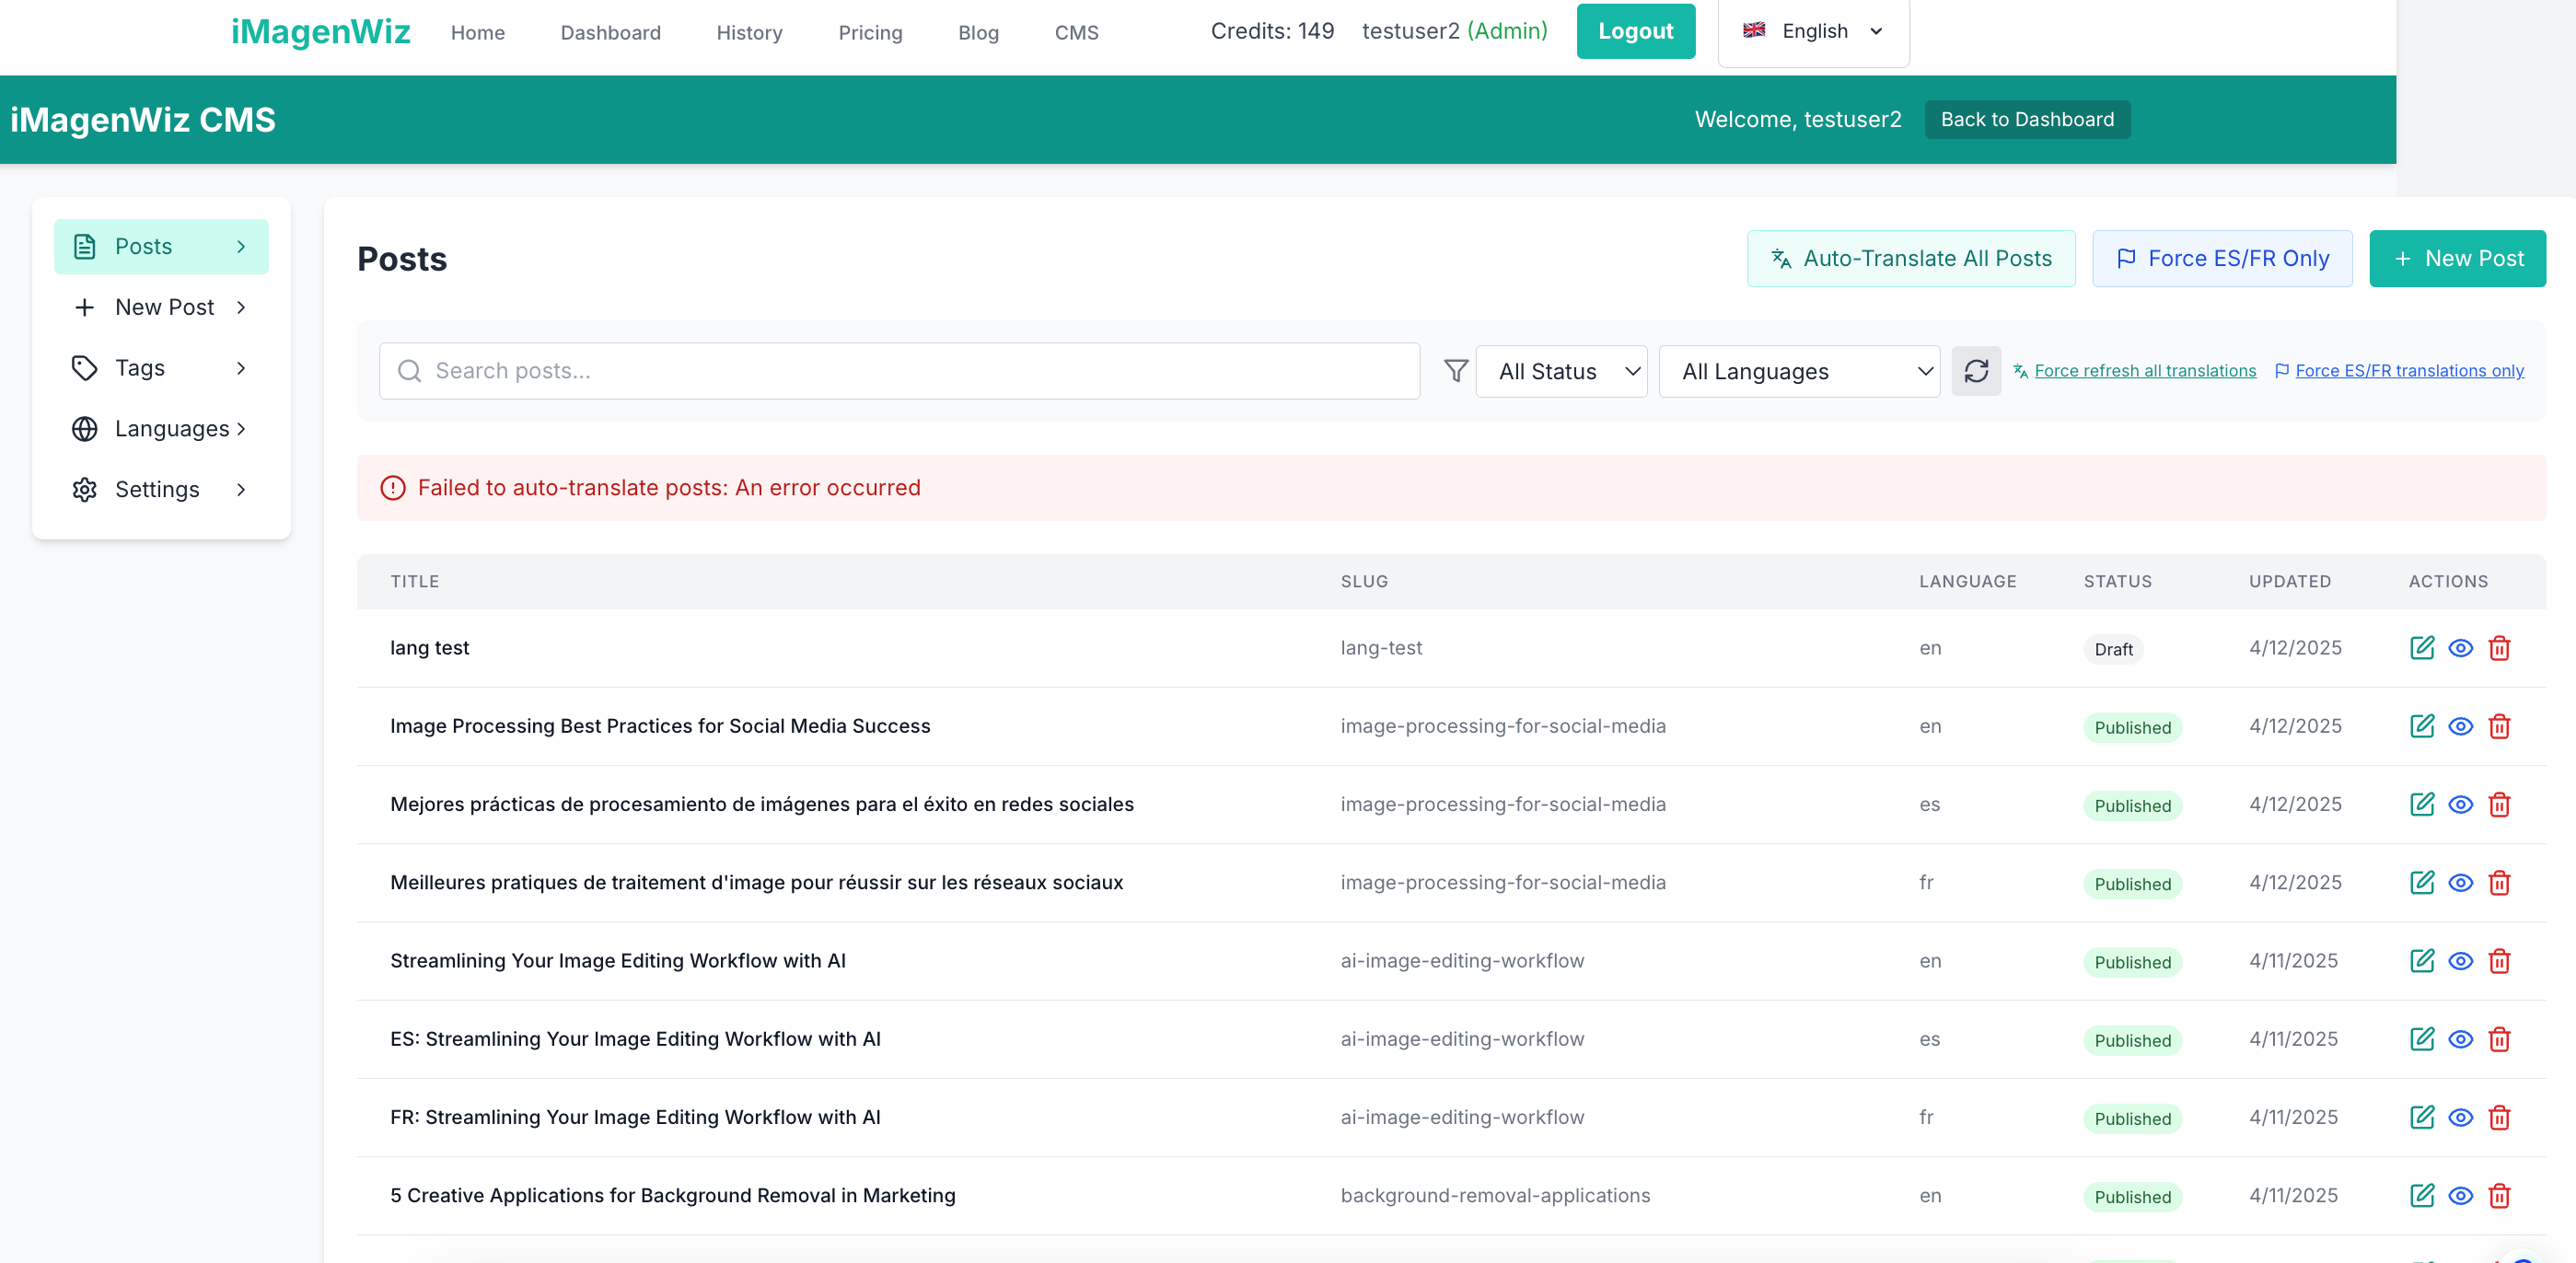 iMagenWiz Home Dashboard History Pricing Blog CMS Credits: 149 testuser2 (Admin) Logout English
iMagenWiz CMS Welcome, testuser2 Back to Dashboard
Posts
New Post
Tags
Languages
Settings
Posts Auto-Translate All Posts Force ES/FR Only New Post
Search posts... All Status All Languages Force refresh all translations Force ES/FR translations only
Failed to auto-translate posts: An error occurred
TITLE SLUG LANGUAGE STATUS UPDATED ACTIONS
lang test lang-test en Draft 4/12/2025
Image Processing Best Practices for Social Media Success image-processing-for-social-media en Published 4/12/2025
Mejores prácticas de procesamiento de imágenes para el éxito en redes sociales image-processing-for-social-media es Published 4/12/2025
Meilleures pratiques de traitement d'image pour réussir sur les réseaux sociaux image-processing-for-social-media fr Published 4/12/2025
Streamlining Your Image Editing Workflow with AI ai-image-editing-workflow en Published 4/11/2025
ES: Streamlining Your Image Editing Workflow with AI ai-image-editing-workflow es Published 4/11/2025
FR: Streamlining Your Image Editing Workflow with AI ai-image-editing-workflow fr Published 4/11/2025
5 Creative Applications for Background Removal in Marketing background-removal-applications en Published 4/11/2025